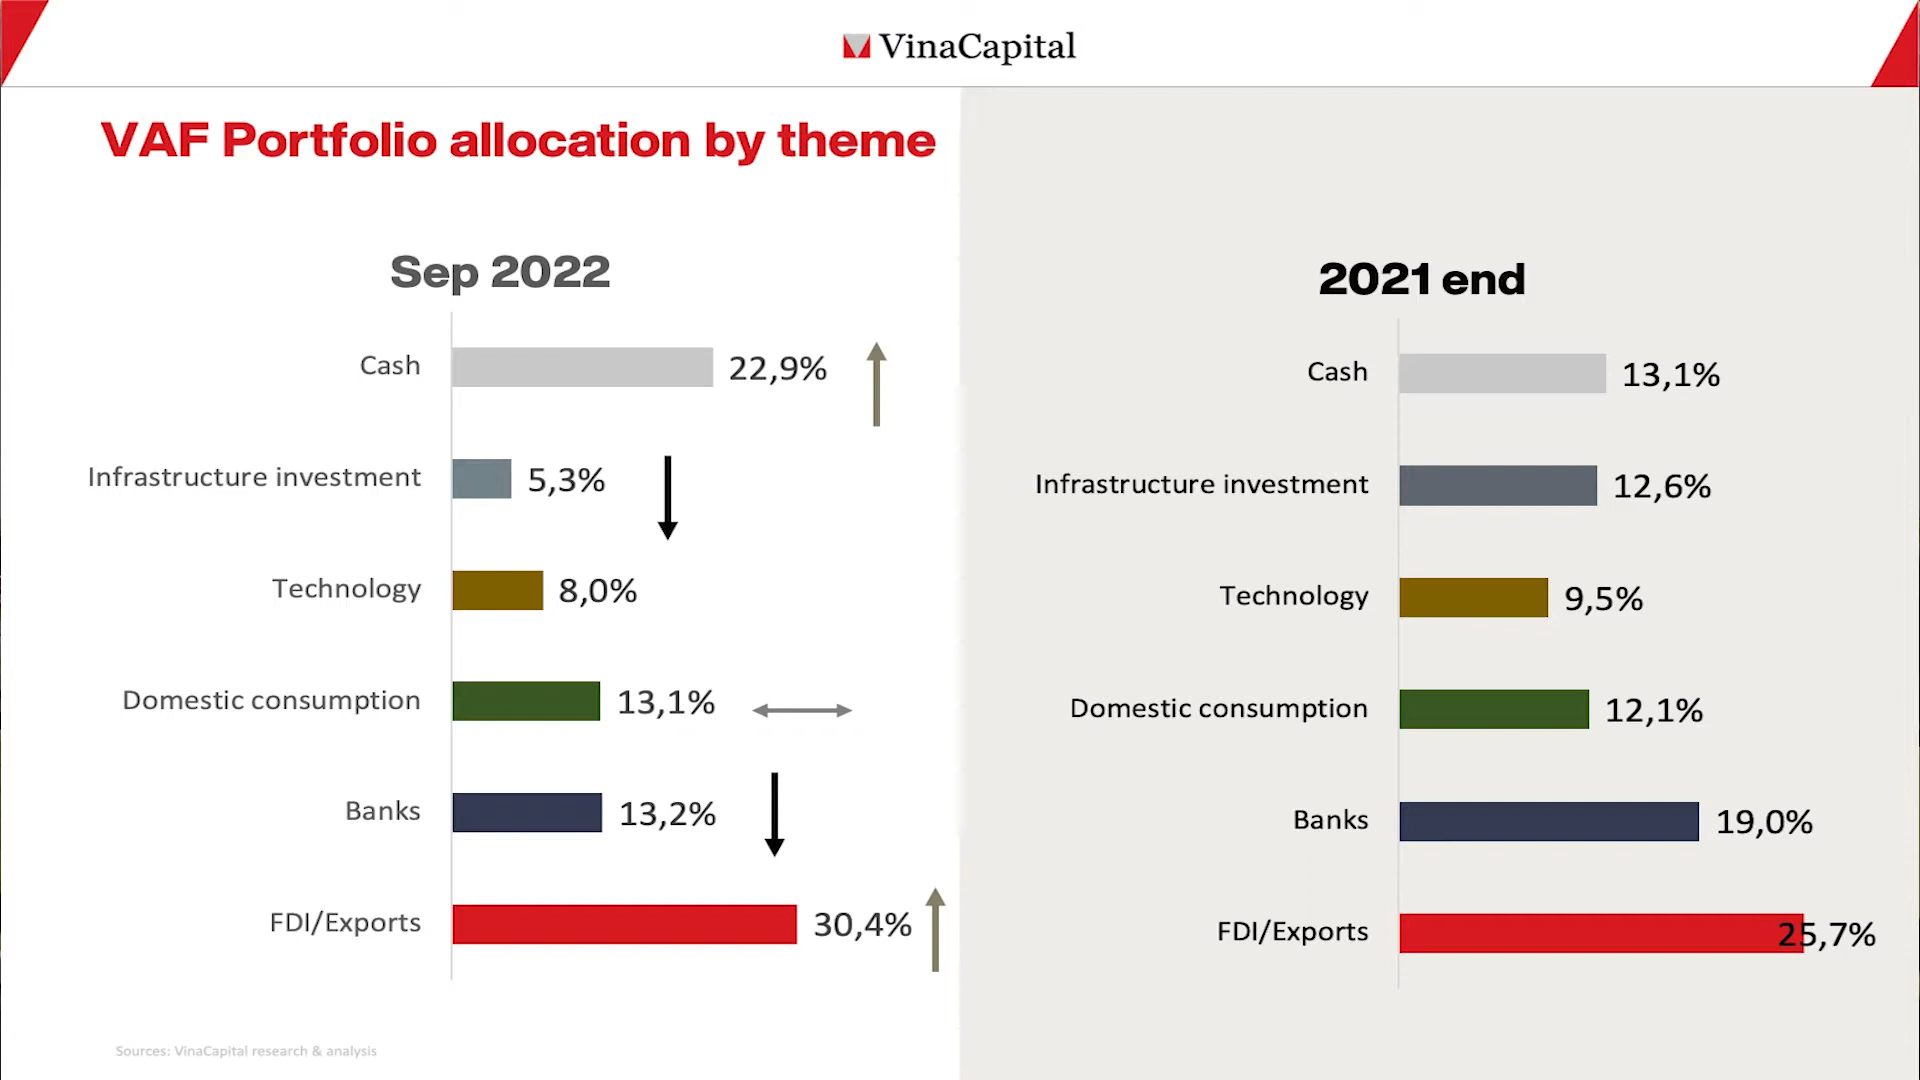 VinaCapital
VAF Portfolio allocation by theme
Sep 2022
Cash 22,9%
Infrastructure investment 5,3%
Technology 8,0%
Domestic consumption 13,1%
Banks 13,2%
FDI/Exports 30,4%
2021 end
Cash 13,1%
Infrastructure investment 12,6%
Technology 9,5%
Domestic consumption 12,1%
Banks 19,0%
FDI/Exports 25,7%
Sources: VinaCapital research & analysis